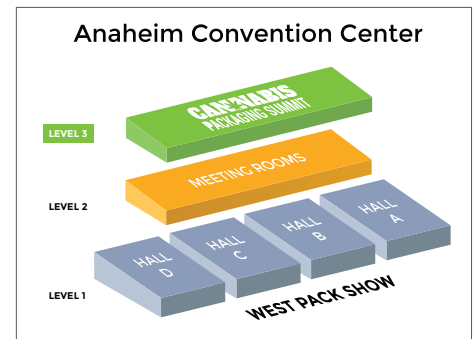 Anaheim Convention Center
CANNABIS
PACKAGING SUMMIT
LEVEL 3
MEETING ROOMS
LEVEL 2
HALL
A
HALL
B
HALL
C
HALL
D
LEVEL 1
WEST PACK SHOW